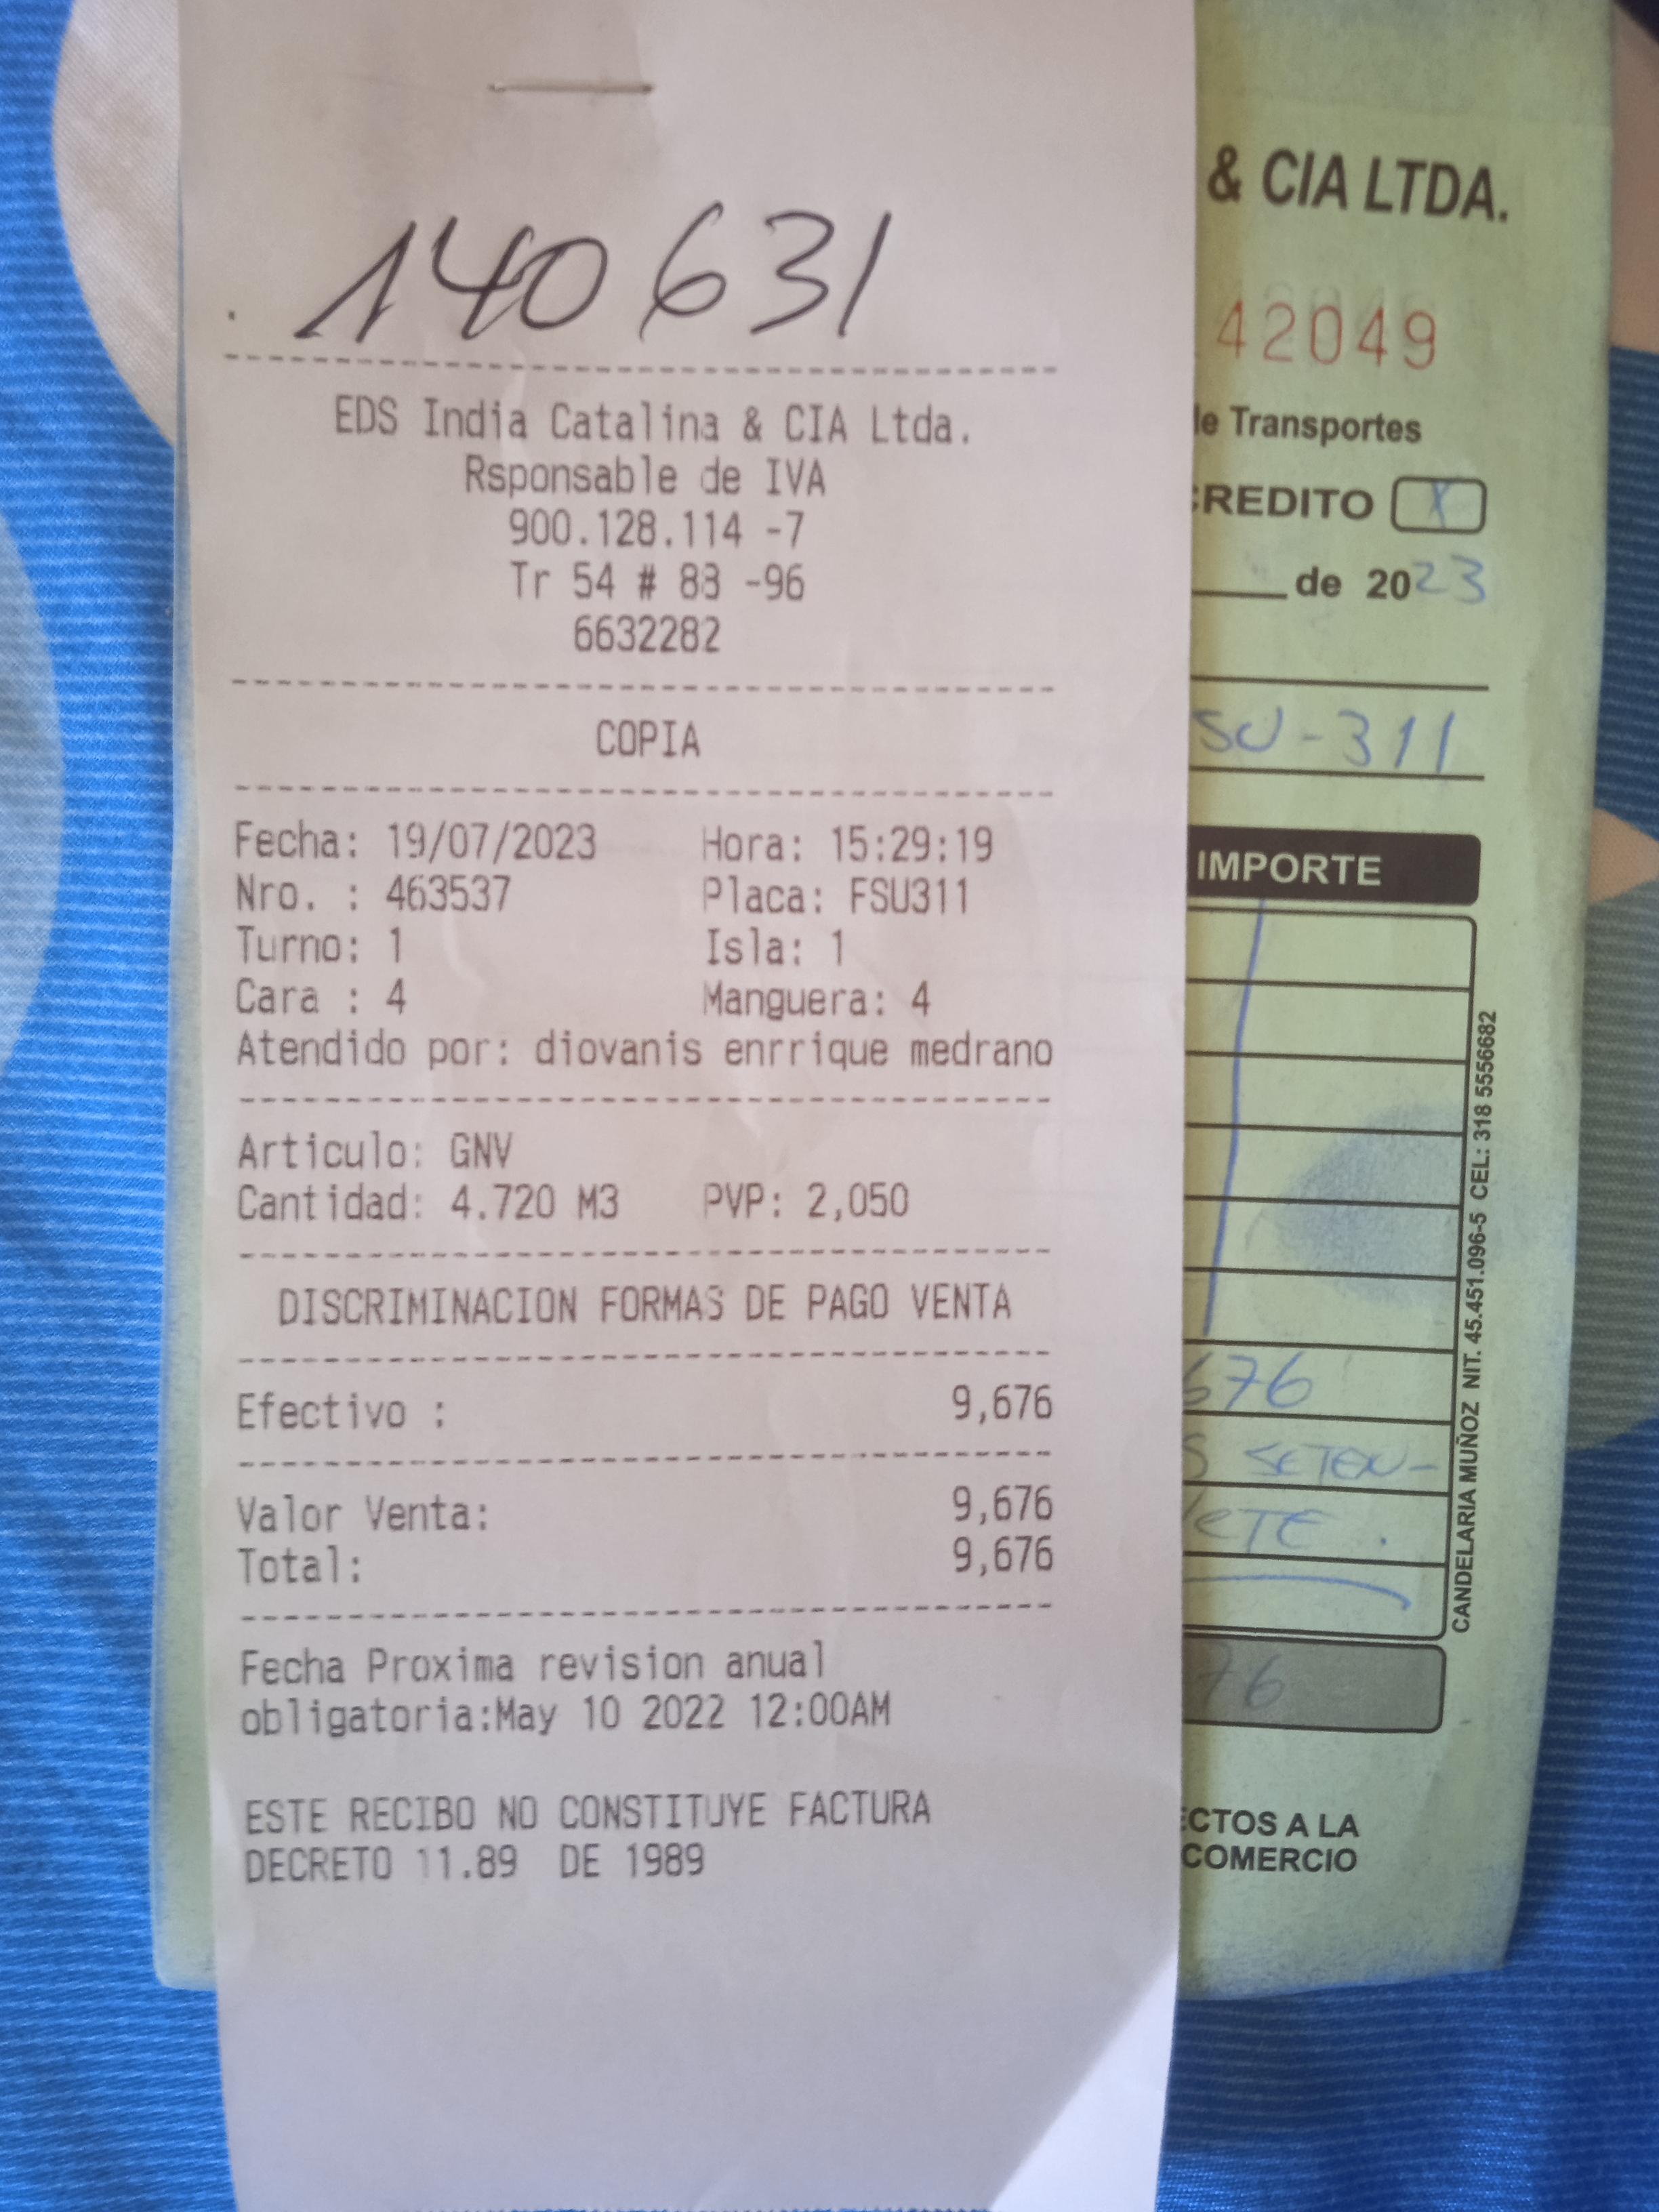 140631
EDS India Catalina & CIA Ltda.
Rsponsable de IVA
900.128.114 -7
Tr 54 # 83 -96
6632282
COPIA
Fecha: 19/07/2023 Hora: 15:29:19
Nro. : 463537 Placa: FSU311
Turno: 1 Isla: 1
Cara : 4 Manguera: 4
Atendido por: diovanis enrrique medrano
Articulo: GNV
Cantidad: 4.720 M3 PVP: 2,050
DISCRIMINACION FORMAS DE PAGO VENTA
Efectivo : 9,676
Valor Venta: 9,676
Total: 9,676
Fecha Proxima revision anual
obligatoria:May 10 2022 12:00AM
ESTE RECIBO NO CONSTITUYE FACTURA
DECRETO 11.89 DE 1989
& CIA LTDA.
42049
de Transportes
CREDITO X
de 2023
SU-311
IMPORTE
676
S SETEN-
ETE.
76
ECTOS A LA
COMERCIO
CANDELARIA MUÑOZ NIT. 45.451.096-5 CEL: 318 5556682